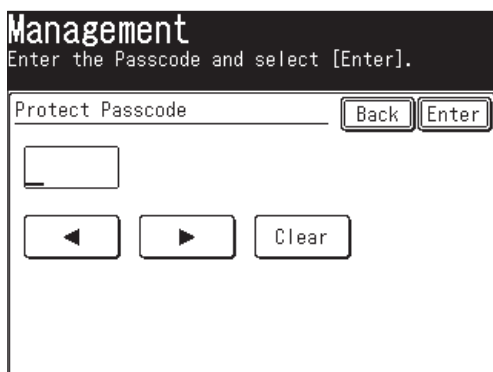 Management
Enter the Passcode and select [Enter].
Protect Passcode Back Enter
◀ ▶ Clear